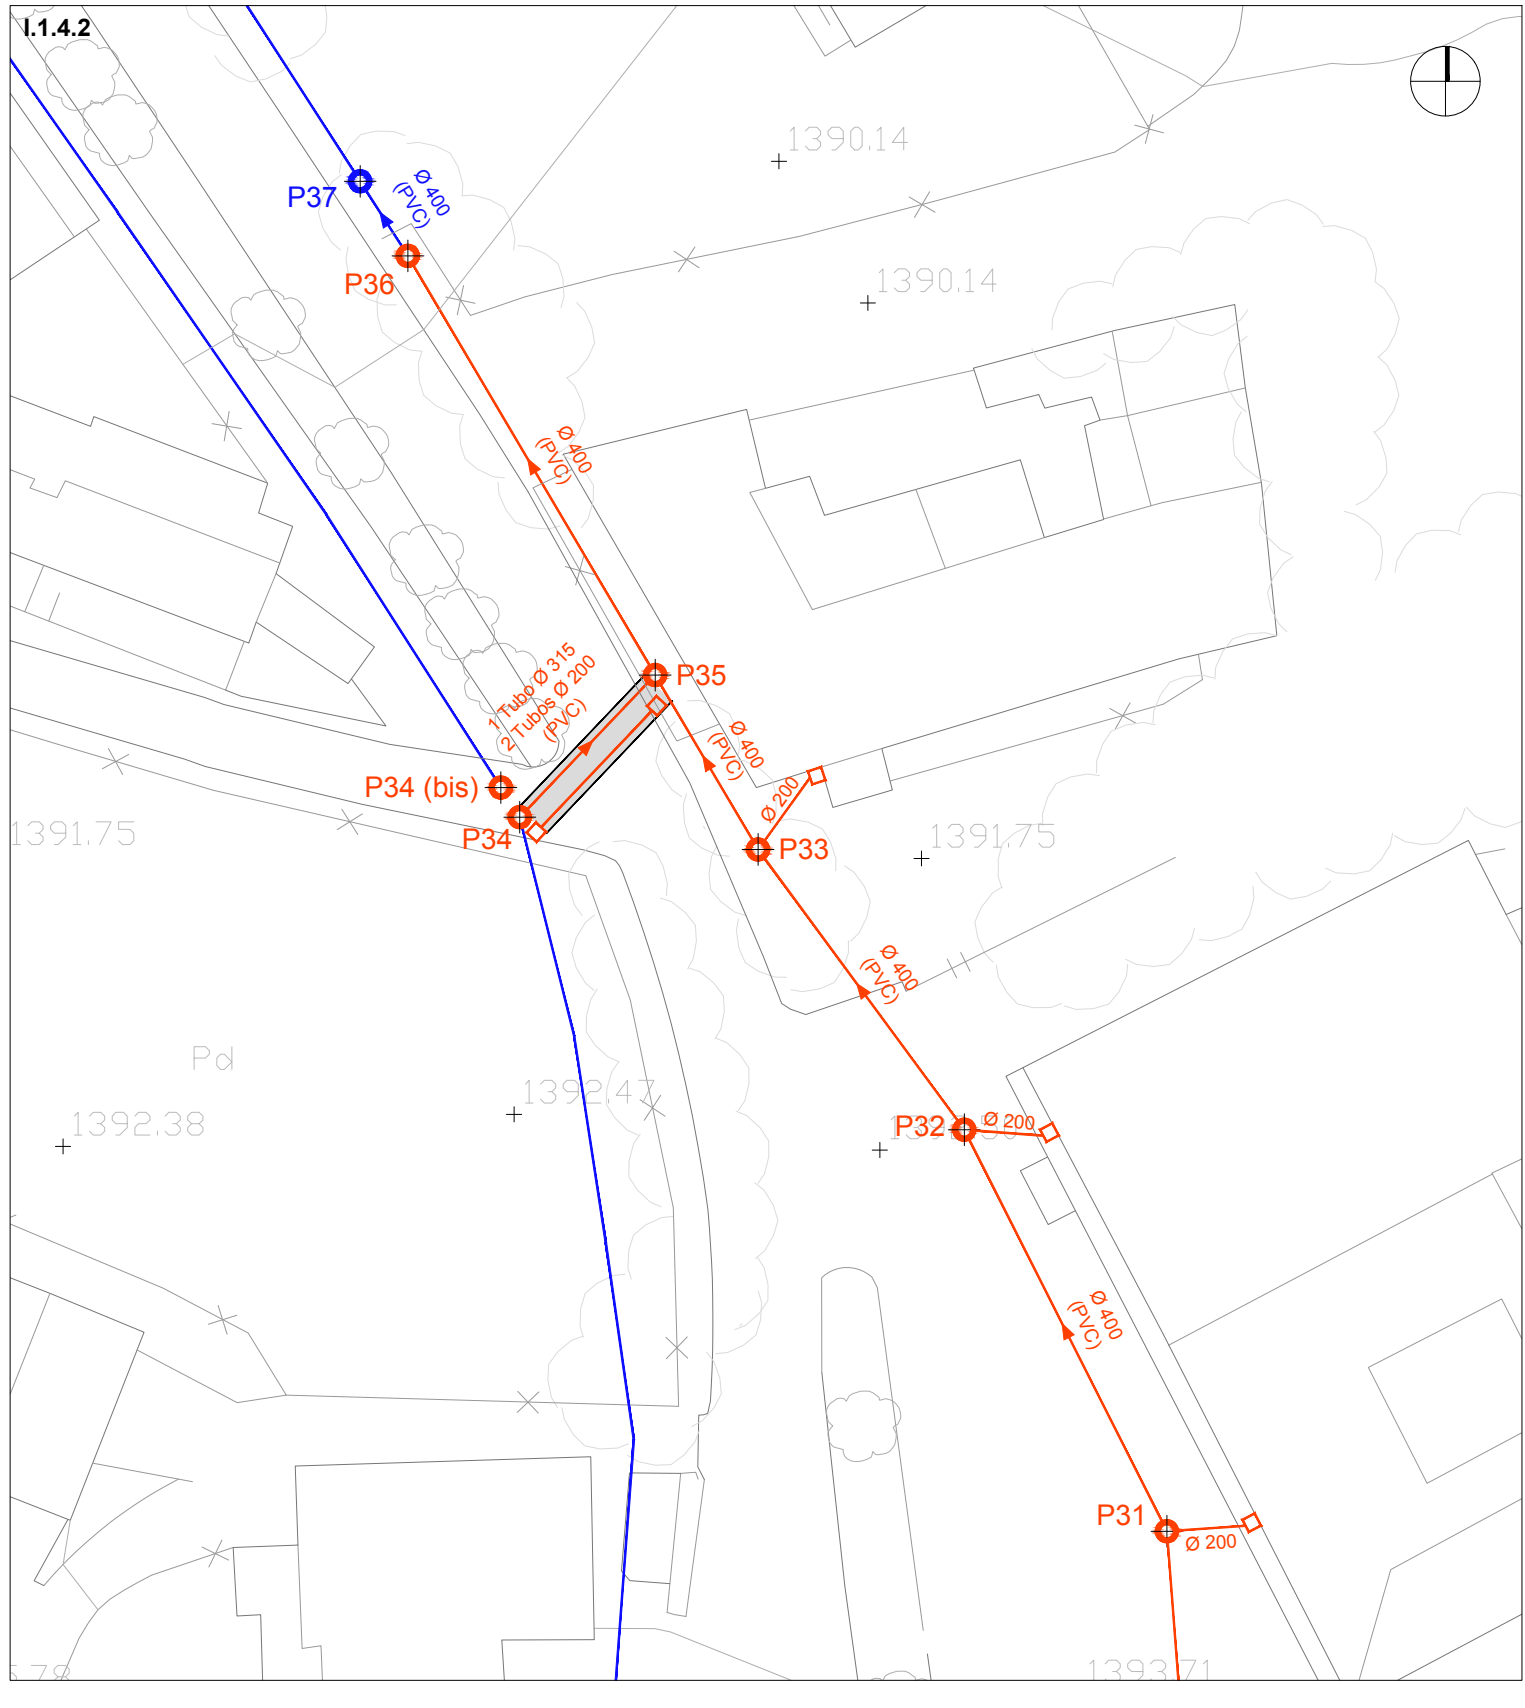 I.1.4.2
1390.14
Ø 400
(PVC)
P37
P36
1390.14
Ø 400
(PVC)
1 Tubo Ø 315
2 Tubos Ø 200
(PVC)
P35
Ø 400
(PVC)
P34 (bis)
Ø 200
P34
1391.75
P33
1391.75
Ø 400
(PVC)
Pd
1392.47
1392.38
P32
Ø 200
Ø 400
(PVC)
P31
Ø 200
1393.71